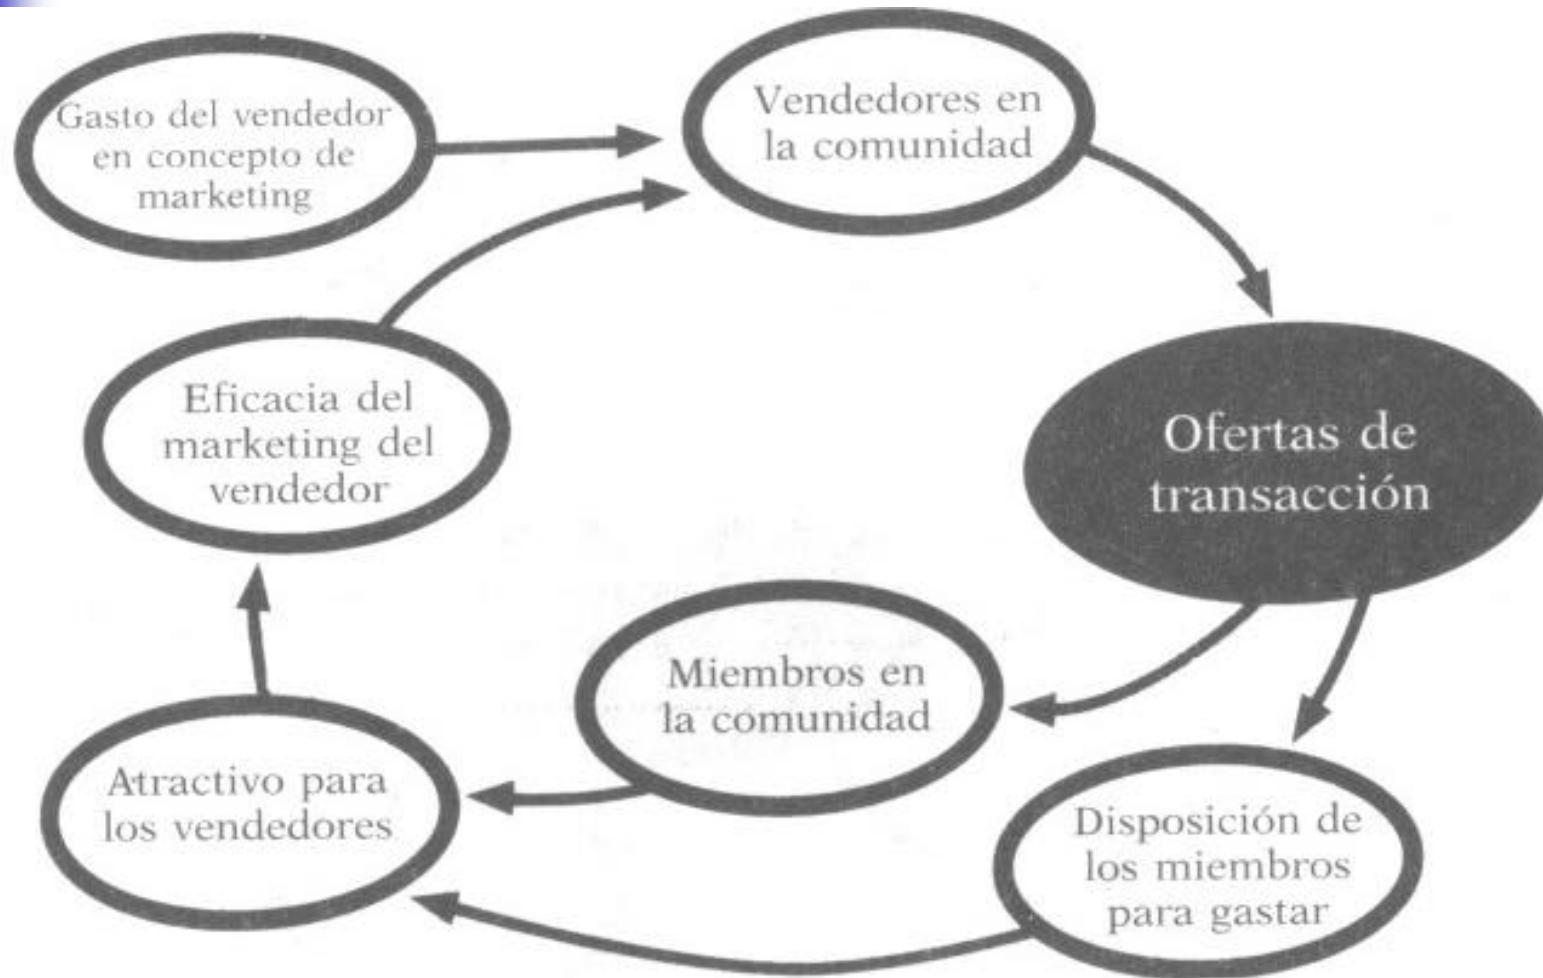 Gasto del vendedor
en concepto de
marketing
Vendedores en
la comunidad
Eficacia del
marketing del
vendedor
Ofertas de
transacción
Miembros en
la comunidad
Atractivo para
los vendedores
Disposición de
los miembros
para gastar